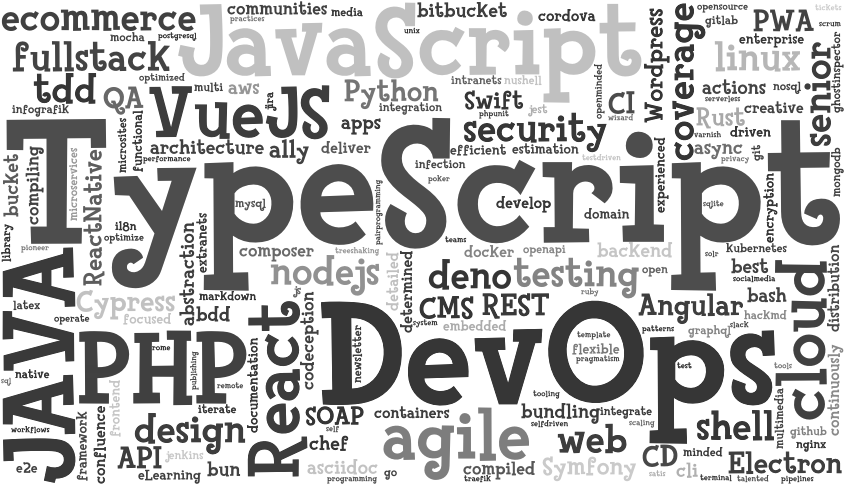 ecommerce
communities
media
practices
bitbucket
cordova
opensource
gitlab
PWA
tickets
scrum
mocha
postgresql
JavaScript
unix
Wordpress
coverage
enterprise
fullstack
linux
senior
ghostinspector
tdd
optimized
multi
aws
intranets
nushell
openminded
actions
nosql
serverless
QA
jira
Python
integration
Swift
phpunit
jest
CI
wizard
Rust
creative
infografik
VueJS
apps
security
varnish
driven
microsites
functional
architecture
ally
deliver
efficient
estimation
async
git
privacy
performance
testdriven
infection
poker
experienced
mongodb
library
bucket
compiling
microservices
ReactNative
TypeScript
mysql
pairprogramming
develop
domain
sqlite
encryption
pioneer
i18n
optimize
extranets
abstraction
composer
treeshaking
teams
docker
openapi
backend
solr
Kubernetes
JAVA
nodejs
detailed
determined
deno
testing
open
best
socialmedia
cloud
distribution
latex
Cypress
focused
operate
markdown
bdd
js
ruby
CMS
REST
Angular
bash
hackmd
system
embedded
template
patterns
graphql
slack
React
codeception
newsletter
DevOps
flexible
pragmatism
PHP
rome
publishing
remote
native
sql
documentation
test
tools
continuously
frontend
tooling
workflows
framework
confluence
iterate
design
SOAP
self
containers
agile
bundling
selfdriven
integrate
scaling
shell
multimedia
github
nginx
chef
web
e2e
API
jenkins
eLearning
bun
asciidoc
programming
go
compiled
traefik
Symfony
CD
minded
satis
cli
terminal
Electron
talented
pipelines